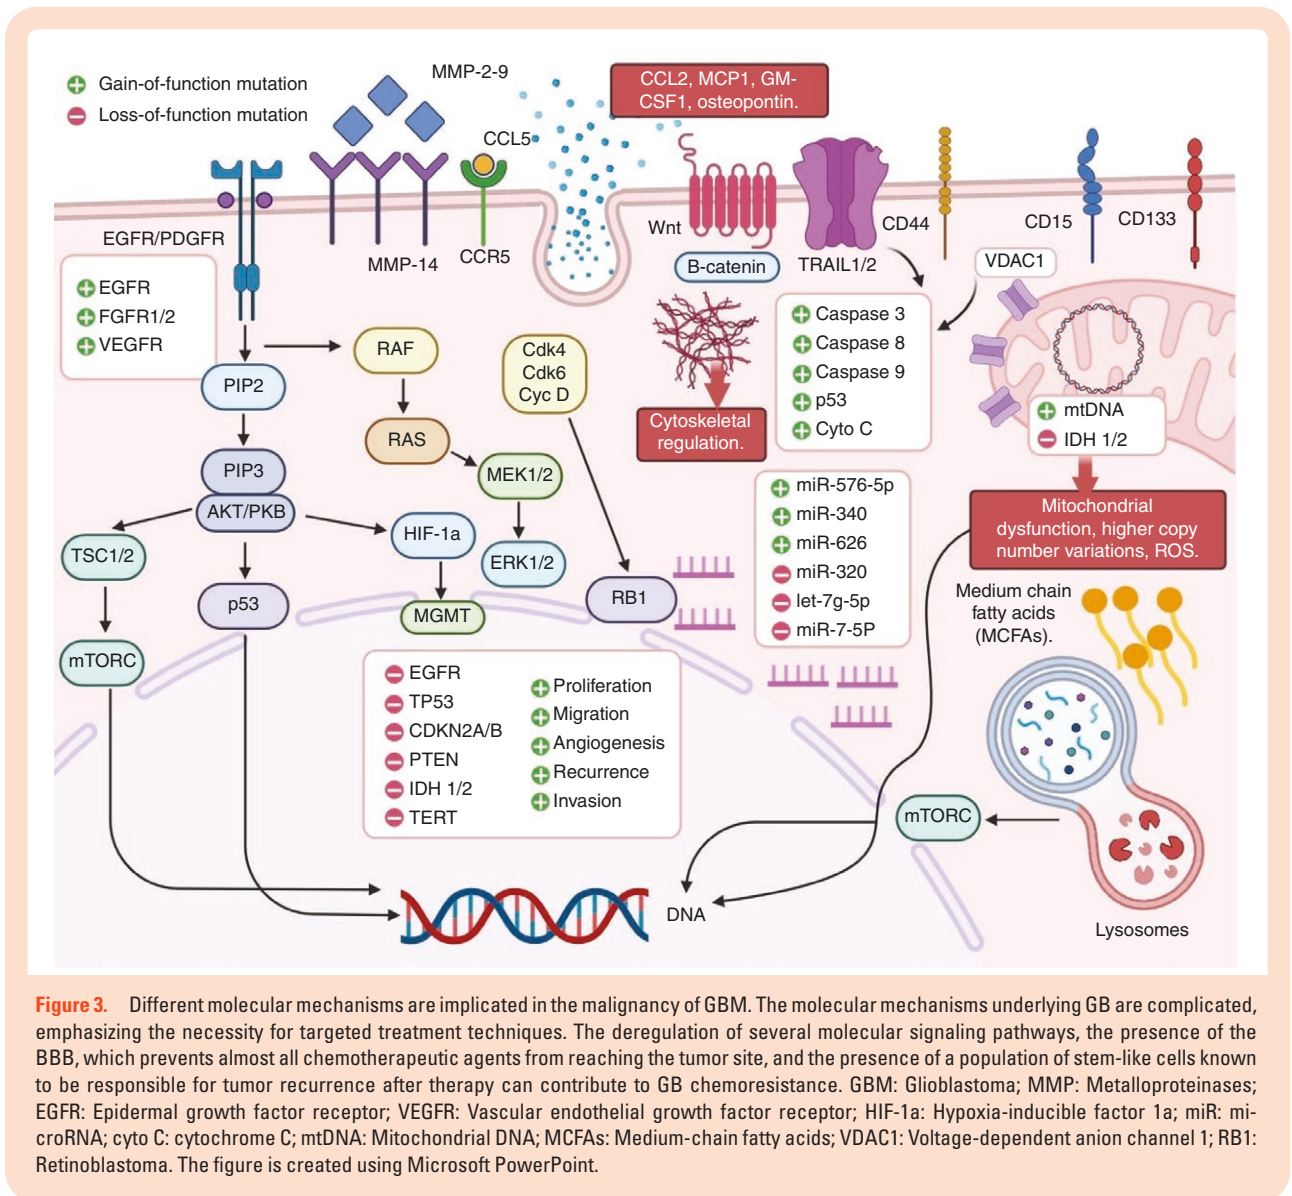 Gain-of-function mutation
Loss-of-function mutation
MMP-2-9
CCL5
CCL2, MCP1, GM-
CSF1, osteopontin.
EGFR/PDGFR
MMP-14
CCR5
Wnt
B-catenin
TRAIL1/2
CD44
CD15
CD133
VDAC1
EGFR
FGFR1/2
VEGFR
PIP2
PIP3
AKT/PKB
TSC1/2
mTORC
p53
RAF
RAS
MEK1/2
ERK1/2
HIF-1a
MGMT
Cdk4
Cdk6
Cyc D
RB1
Cytoskeletal
regulation.
Caspase 3
Caspase 8
Caspase 9
p53
Cyto C
mtDNA
IDH 1/2
Mitochondrial
dysfunction, higher copy
number variations, ROS.
miR-576-5p
miR-340
miR-626
miR-320
let-7g-5p
miR-7-5P
Medium chain
fatty acids
(MCFAs).
EGFR
TP53
CDKN2A/B
PTEN
IDH 1/2
TERT
Proliferation
Migration
Angiogenesis
Recurrence
Invasion
mTORC
DNA
Lysosomes
Figure 3. Different molecular mechanisms are implicated in the malignancy of GBM. The molecular mechanisms underlying GB are complicated,
emphasizing the necessity for targeted treatment techniques. The deregulation of several molecular signaling pathways, the presence of the
BBB, which prevents almost all chemotherapeutic agents from reaching the tumor site, and the presence of a population of stem-like cells known
to be responsible for tumor recurrence after therapy can contribute to GB chemoresistance. GBM: Glioblastoma; MMP: Metalloproteinases;
EGFR: Epidermal growth factor receptor; VEGFR: Vascular endothelial growth factor receptor; HIF-1a: Hypoxia-inducible factor 1a; miR: mi-
croRNA; cyto C: cytochrome C; mtDNA: Mitochondrial DNA; MCFAs: Medium-chain fatty acids; VDAC1: Voltage-dependent anion channel 1; RB1:
Retinoblastoma. The figure is created using Microsoft PowerPoint.